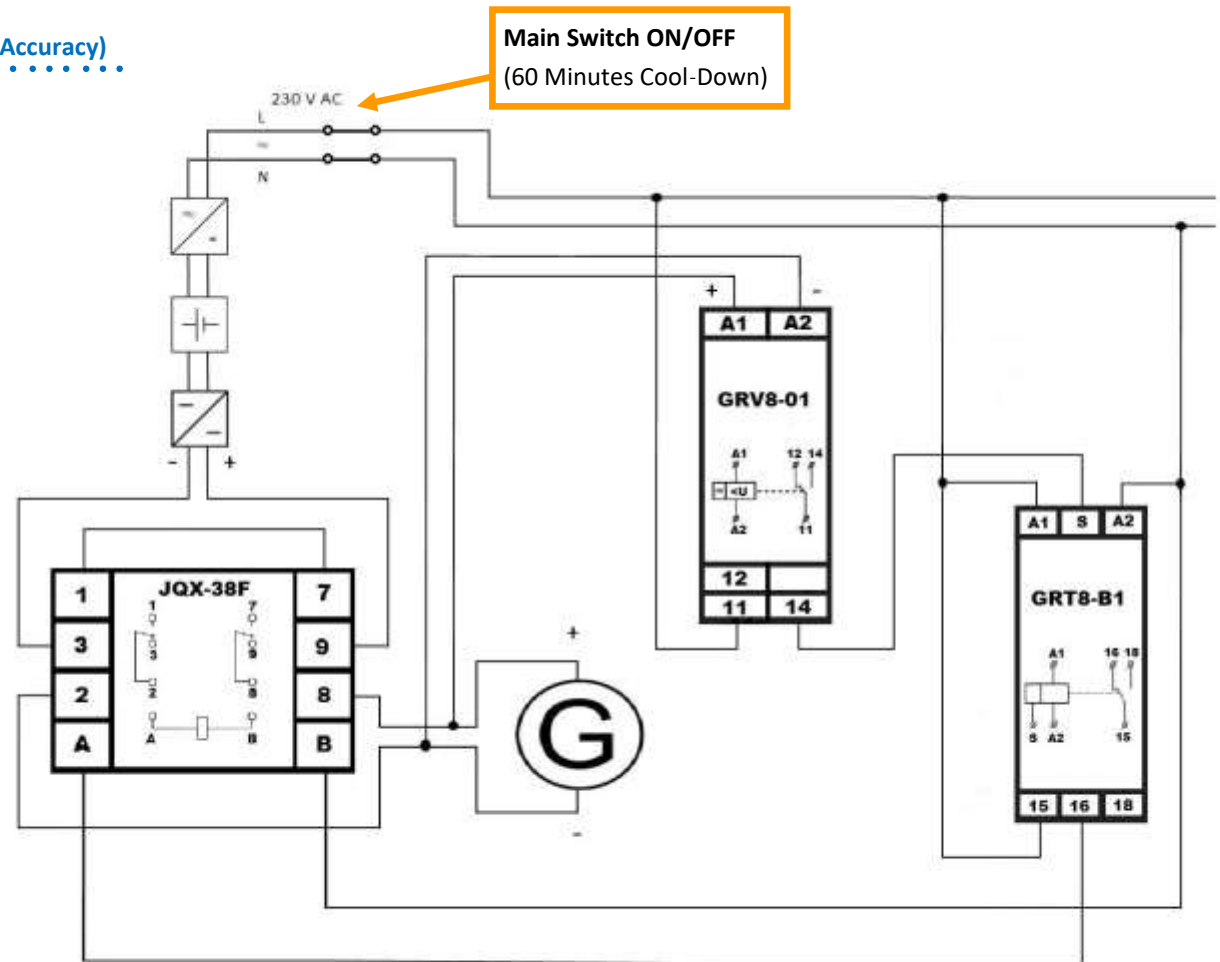 Accuracy)
Main Switch ON/OFF
(60 Minutes Cool-Down)
230 V AC
L
≈
N
≈
=
- +
+ -
A1 A2
GRV8-01
A1 12 14
<U
A2 11
12
11 14
A1 S A2
GRT8-B1
A1 16 18
S A2 15
15 16 18
JQX-38F
1 7
3 9
2 8
A B
1 7
3 9
2 8
A B
+
G
-